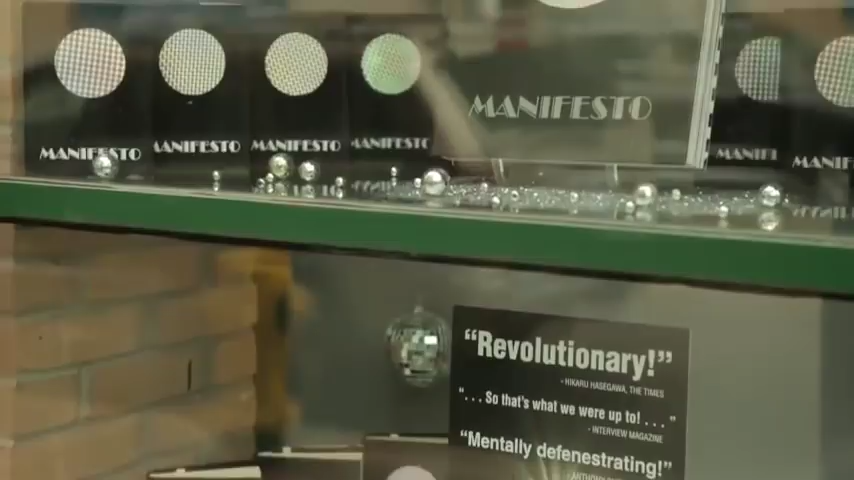 MANIFESTO
MANIFESTO
MANIFESTO
MANIFESTO
MANIFESTO
“Revolutionary!”
- HIKARU HASEGAWA, THE TIMES
“. . . So that's what we were up to! . . .”
- INTERVIEW MAGAZINE
“Mentally defenestrating!”